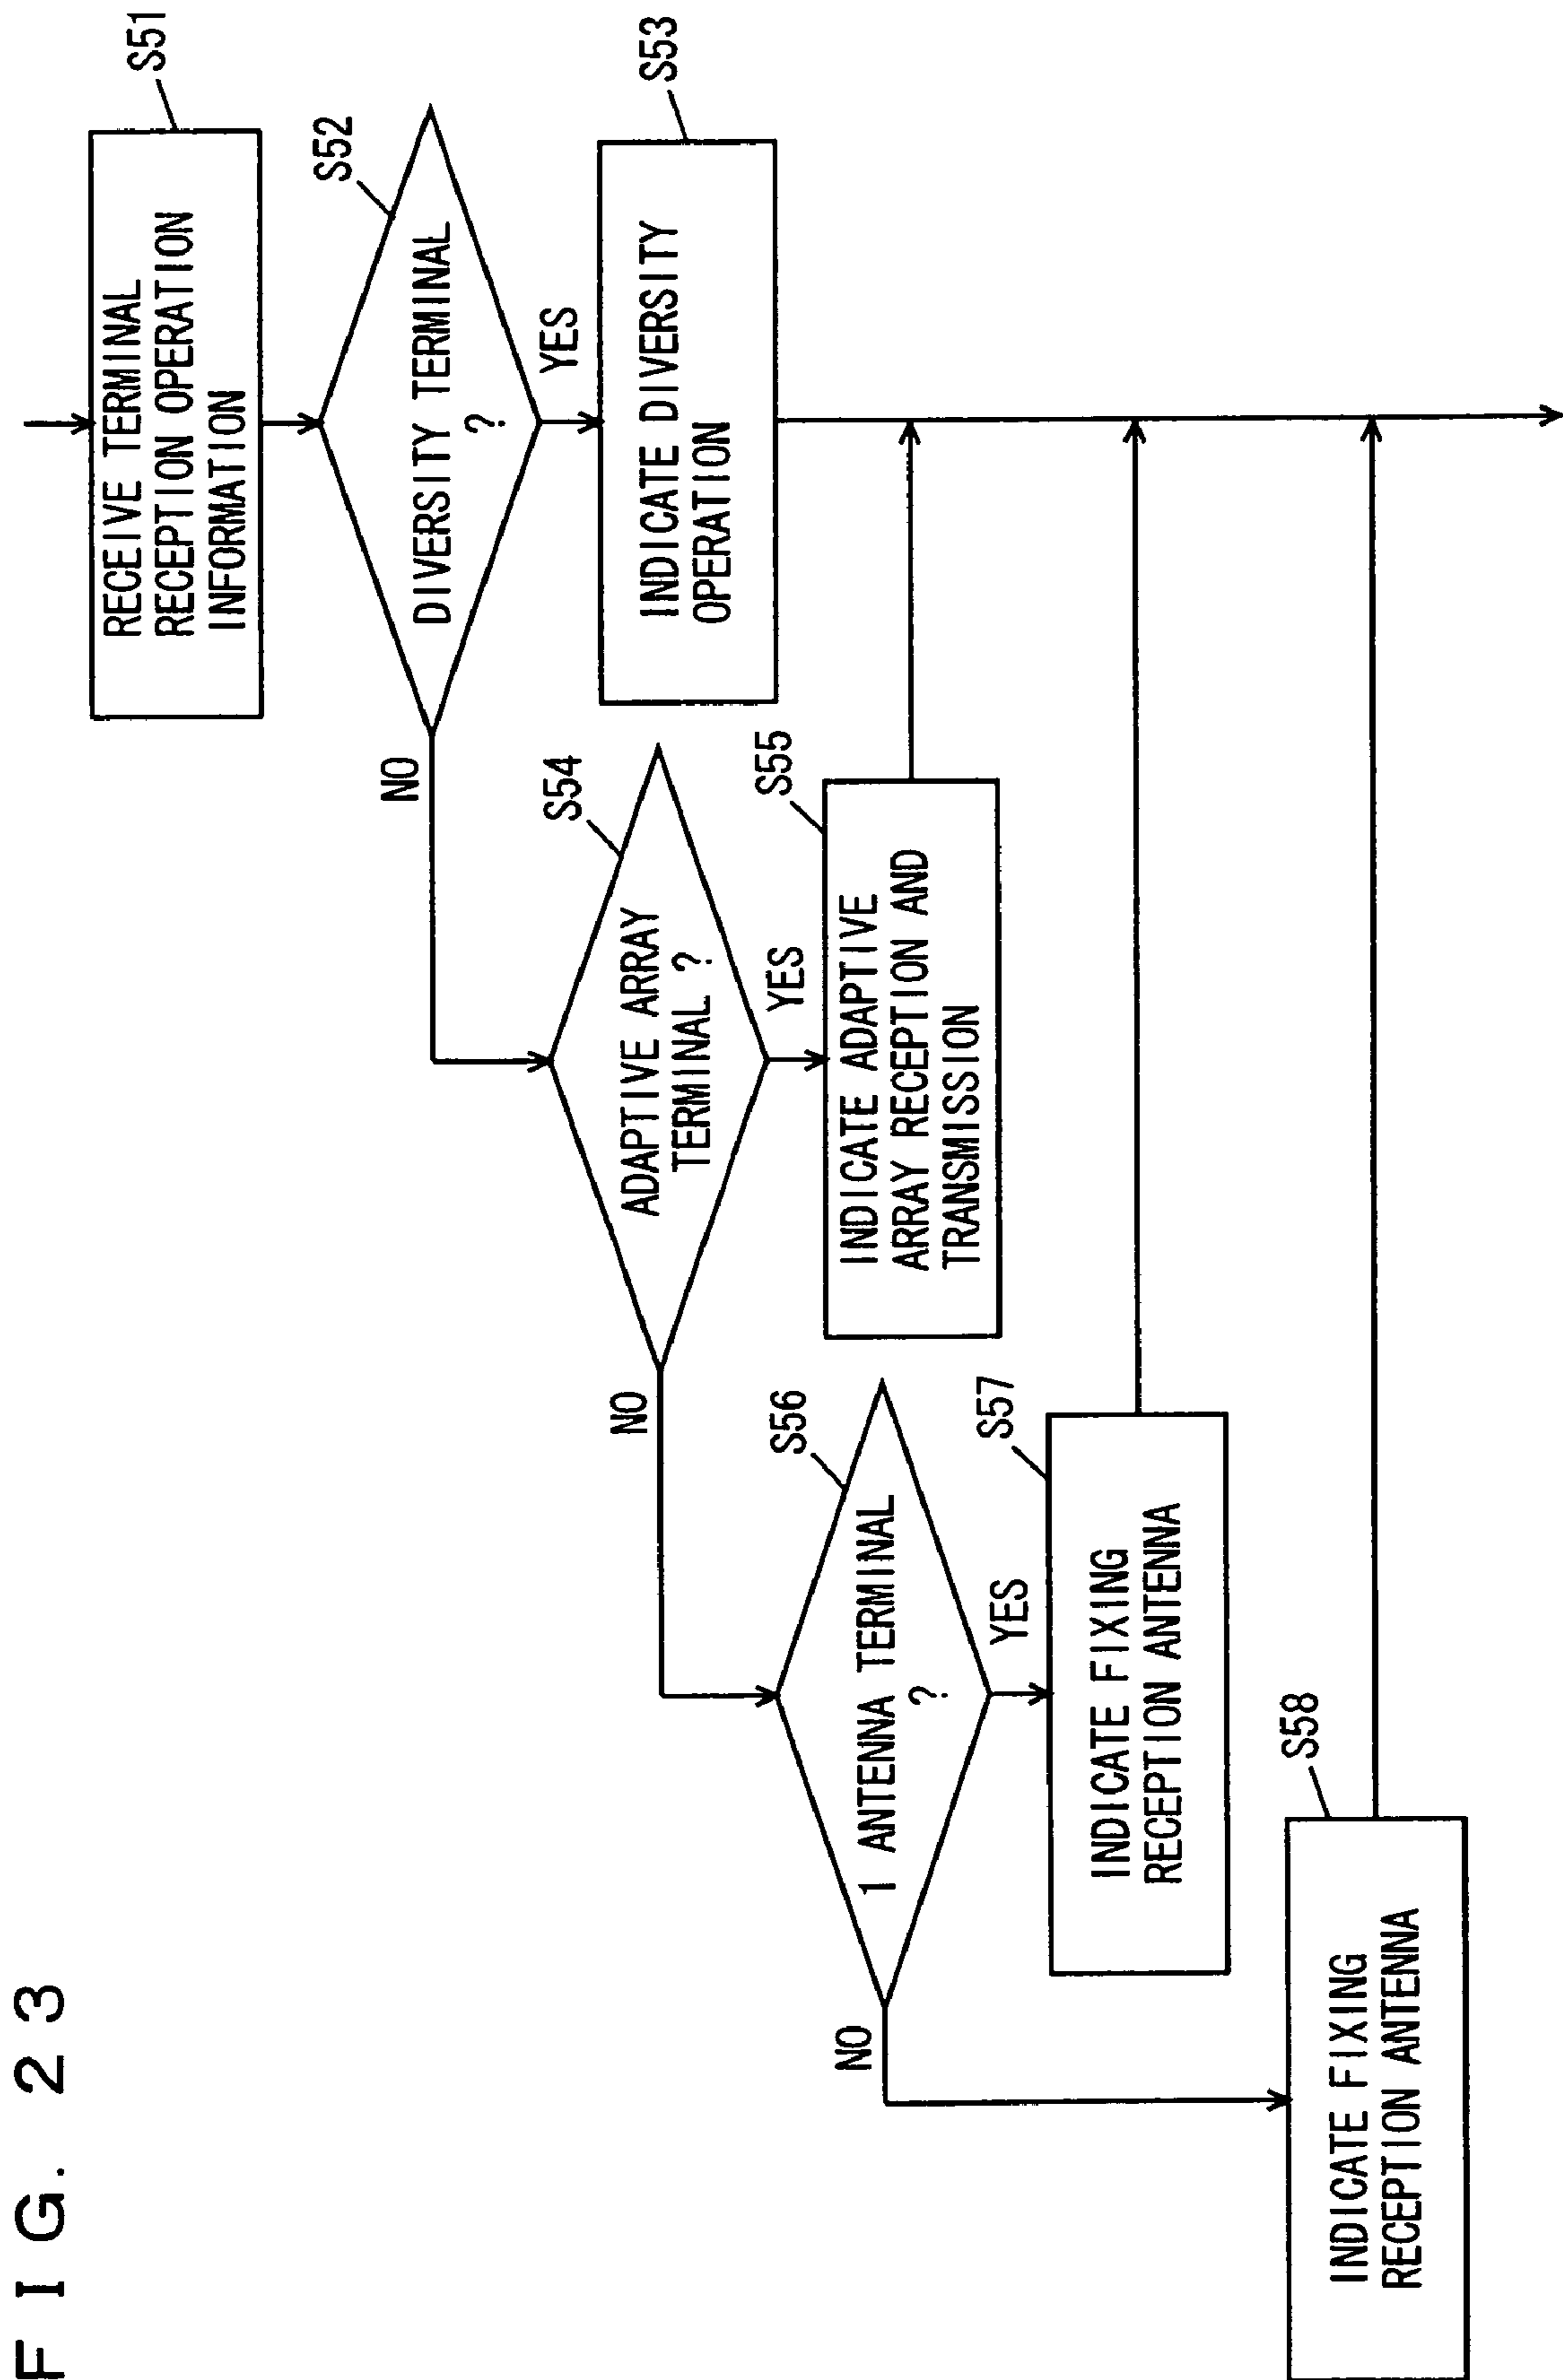 FIG. 23
RECEIVE TERMINAL
RECEPTION OPERATION
INFORMATION
S51
DIVERSITY TERMINAL
?
S52
YES
NO
INDICATE DIVERSITY
OPERATION
S53
ADAPTIVE ARRAY
TERMINAL ?
S54
YES
NO
INDICATE ADAPTIVE
ARRAY RECEPTION AND
TRANSMISSION
S55
1 ANTENNA TERMINAL
?
S56
YES
NO
INDICATE FIXING
RECEPTION ANTENNA
S57
INDICATE FIXING
RECEPTION ANTENNA
S58